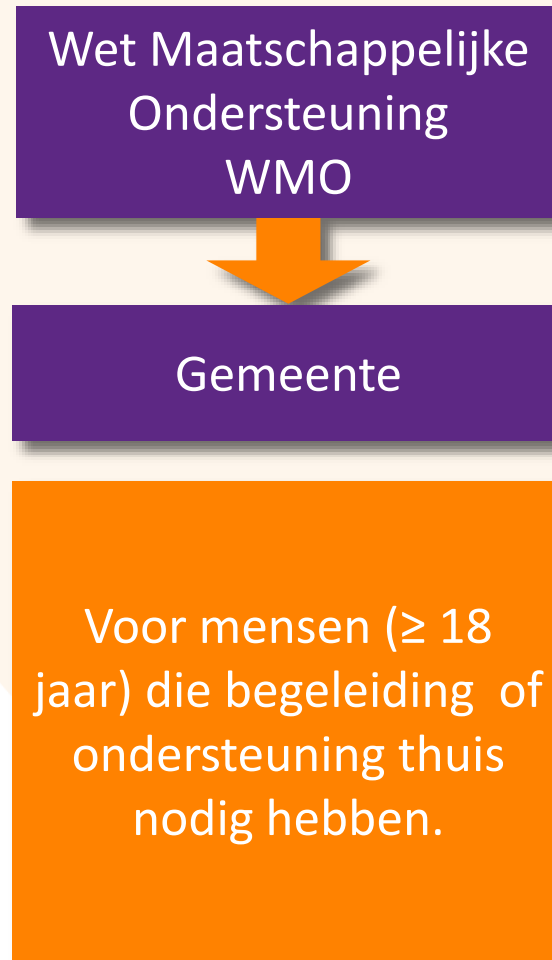 Wet Maatschappelijke
Ondersteuning
WMO
Gemeente
Voor mensen (≥ 18
jaar) die begeleiding  of
ondersteuning thuis
nodig hebben.